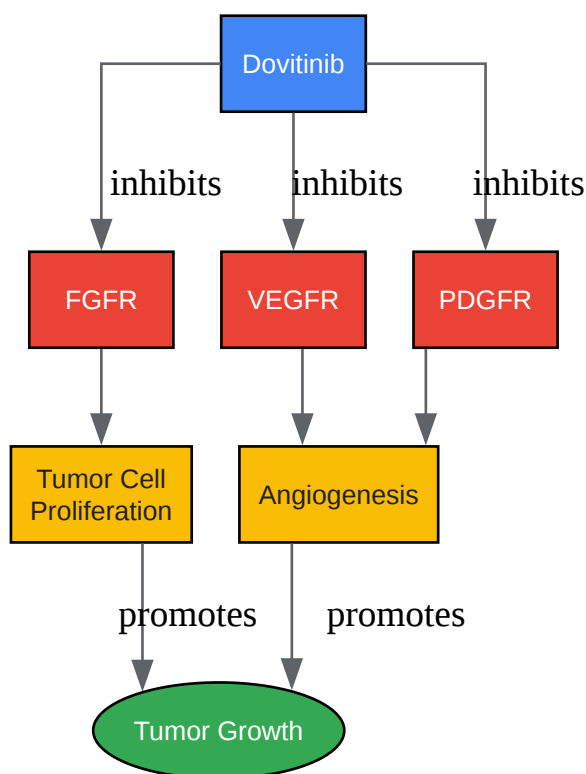 Dovitinib
inhibits
inhibits
inhibits
FGFR
VEGFR
PDGFR
Tumor Cell
Proliferation
Angiogenesis
promotes
promotes
Tumor Growth